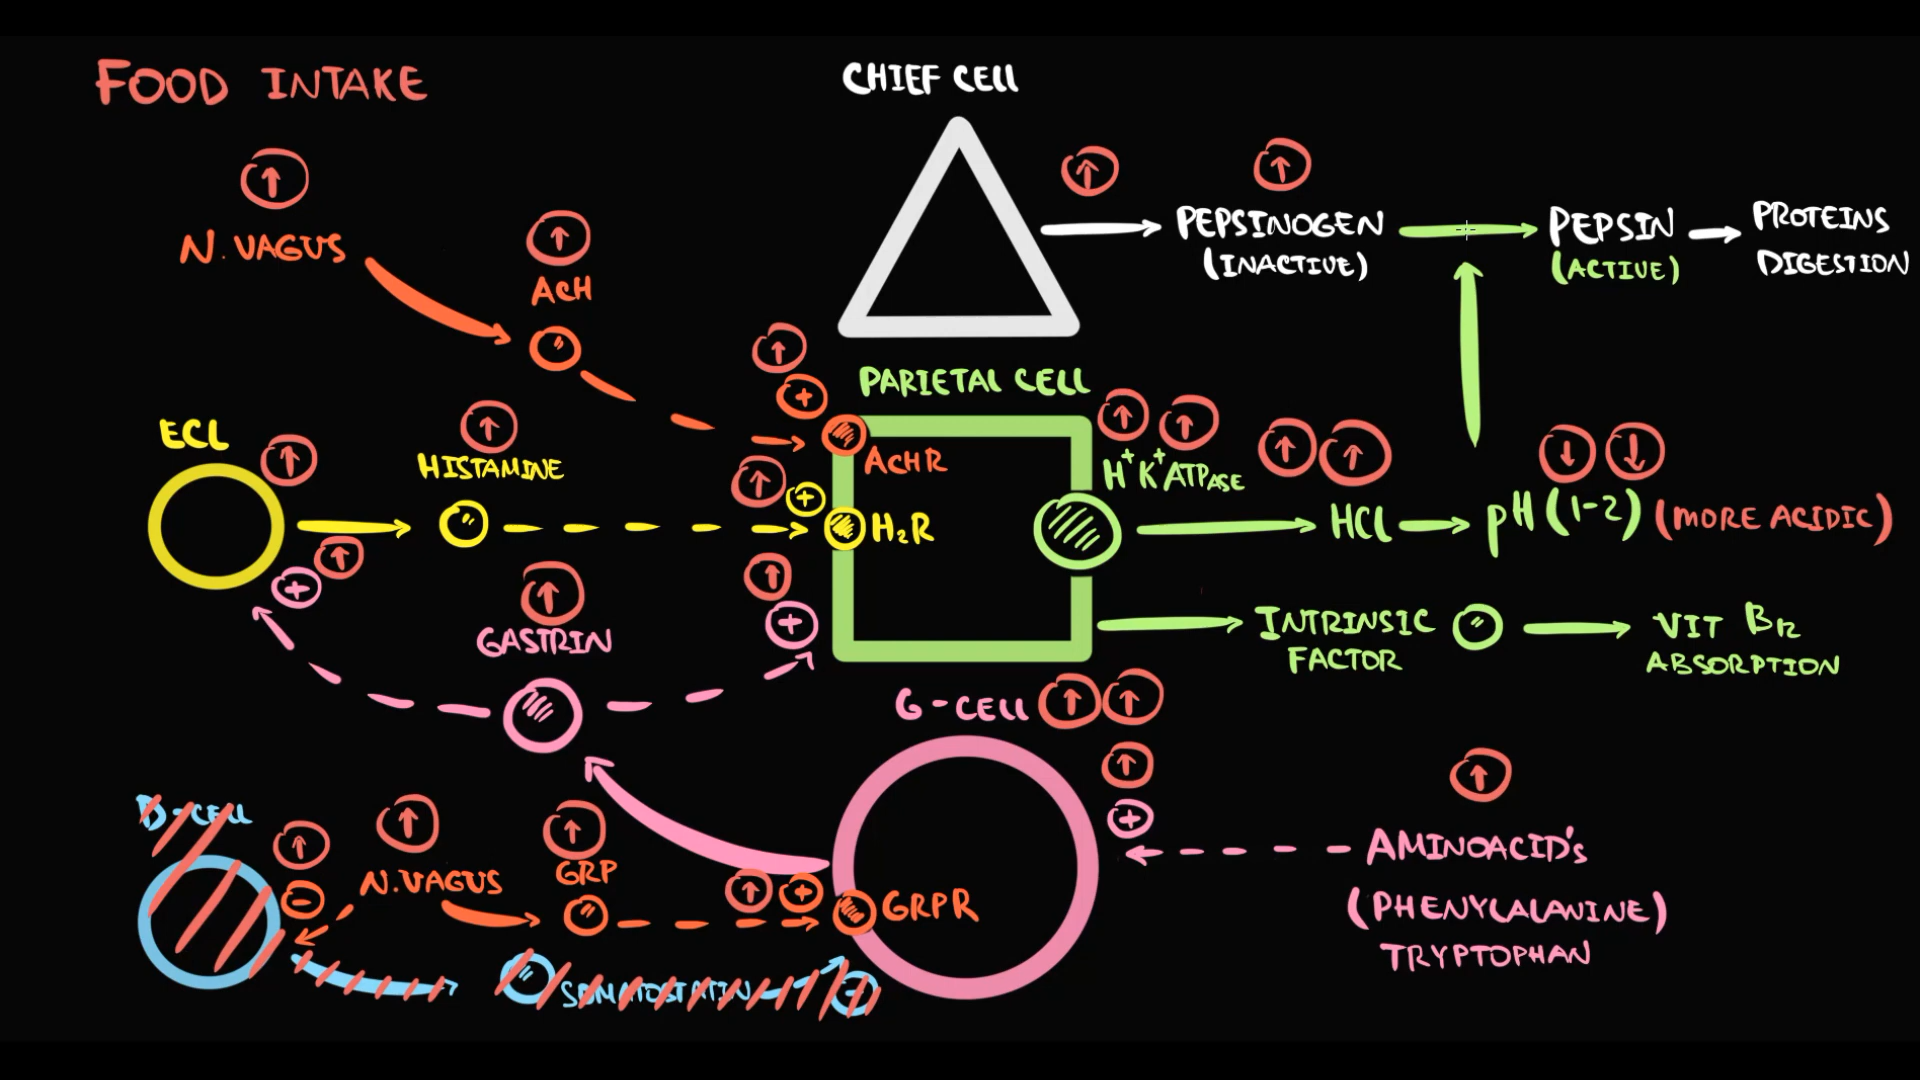 FOOD INTAKE
CHIEF CELL
N. VAGUS
ACH
PEPSINOGEN
(INACTIVE)
PEPSIN
(ACTIVE)
PROTEINS
DIGESTION
PARIETAL CELL
ECL
HISTAMINE
ACHR
H2R
H+K+ATPASE
HCl
pH (1-2) (MORE ACIDIC)
GASTRIN
INTRINSIC
FACTOR
VIT B12
ABSORPTION
G-CELL
D-CELL
N.VAGUS
GRP
GRPR
SOMATOSTATIN
AMINOACID's
(PHENYLALANINE)
TRYPTOPHAN